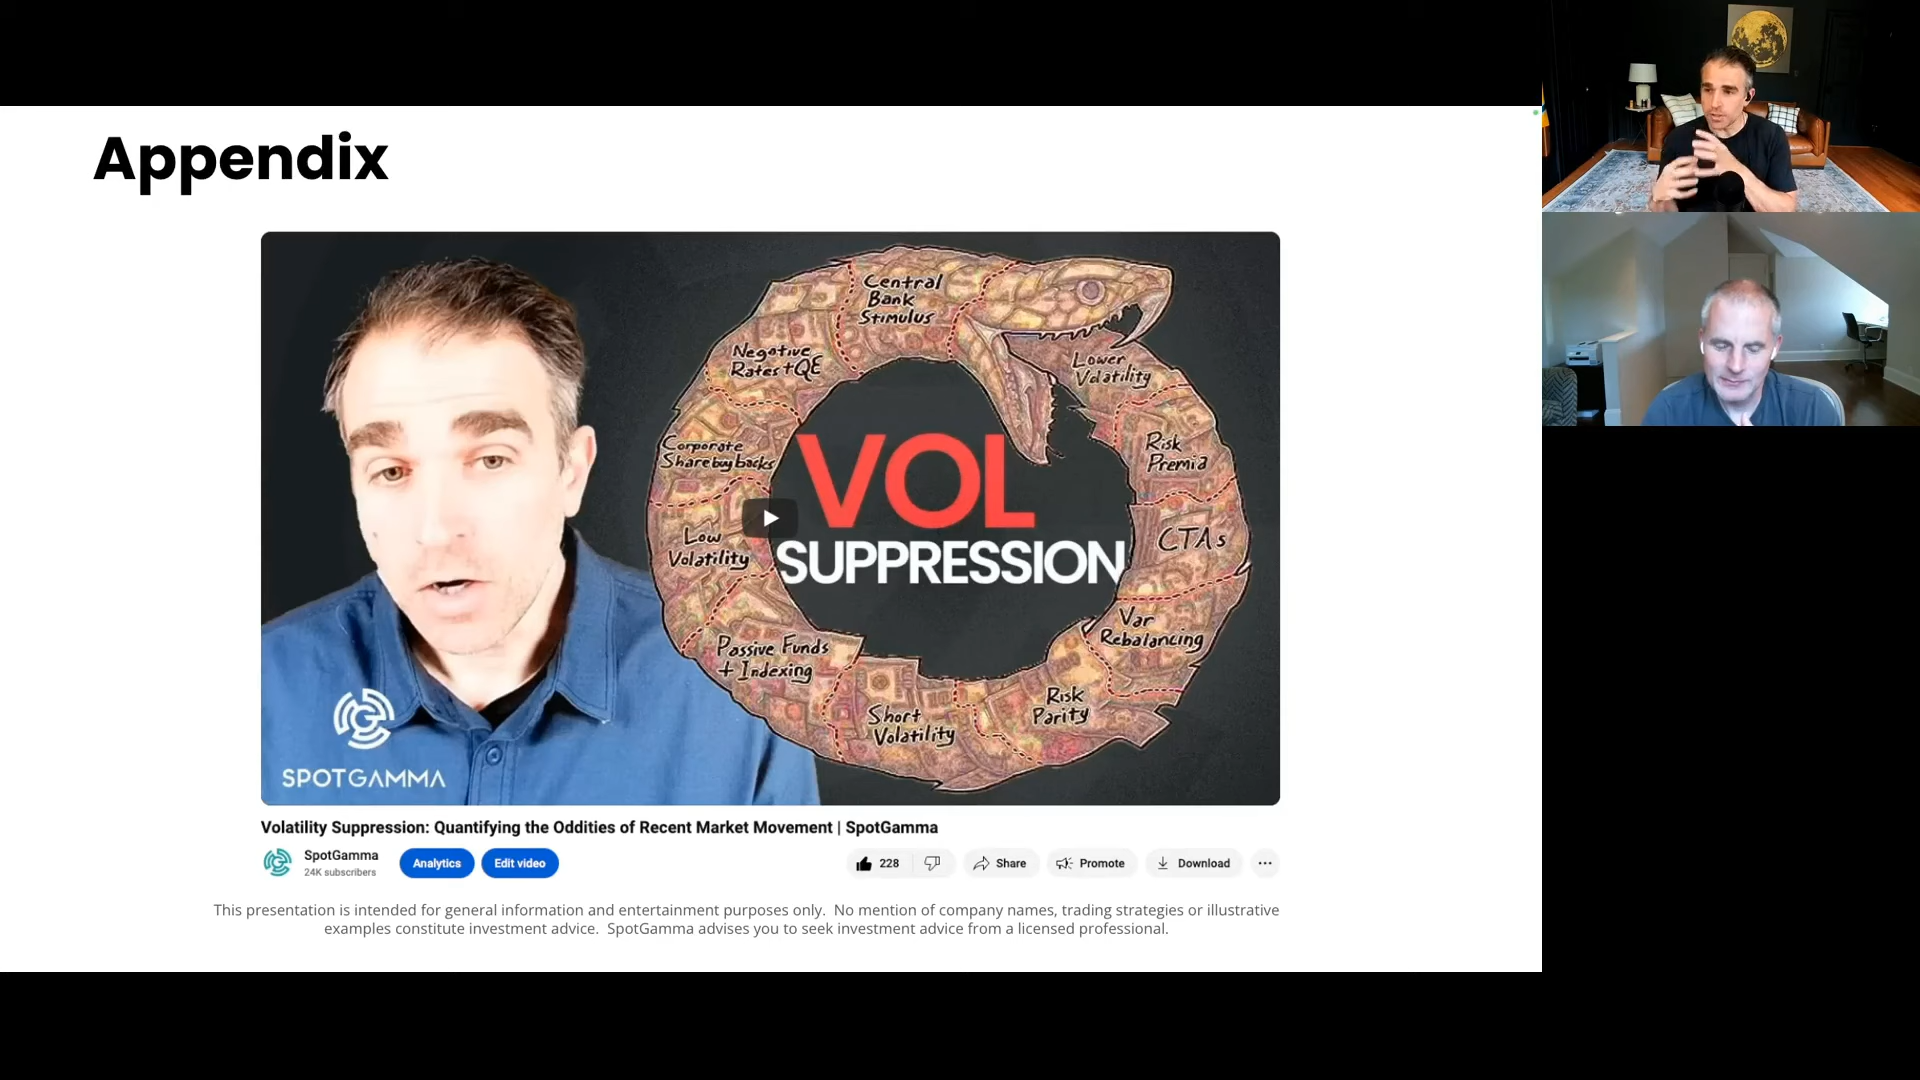 Appendix
Central
Bank
Stimulus
Negative
Rates + QE
Lower
Volatility
Corporate
Share buybacks
Risk
Premia
VOL
SUPPRESSION
Low
Volatility
CTAs
Var
Rebalancing
Passive Funds
+ Indexing
Risk
Parity
Short
Volatility
SPOTGAMMA
Volatility Suppression: Quantifying the Oddities of Recent Market Movement | SpotGamma
SpotGamma
24K subscribers
Analytics
Edit video
228
Share
Promote
Download
This presentation is intended for general information and entertainment purposes only. No mention of company names, trading strategies or illustrative
examples constitute investment advice. SpotGamma advises you to seek investment advice from a licensed professional.